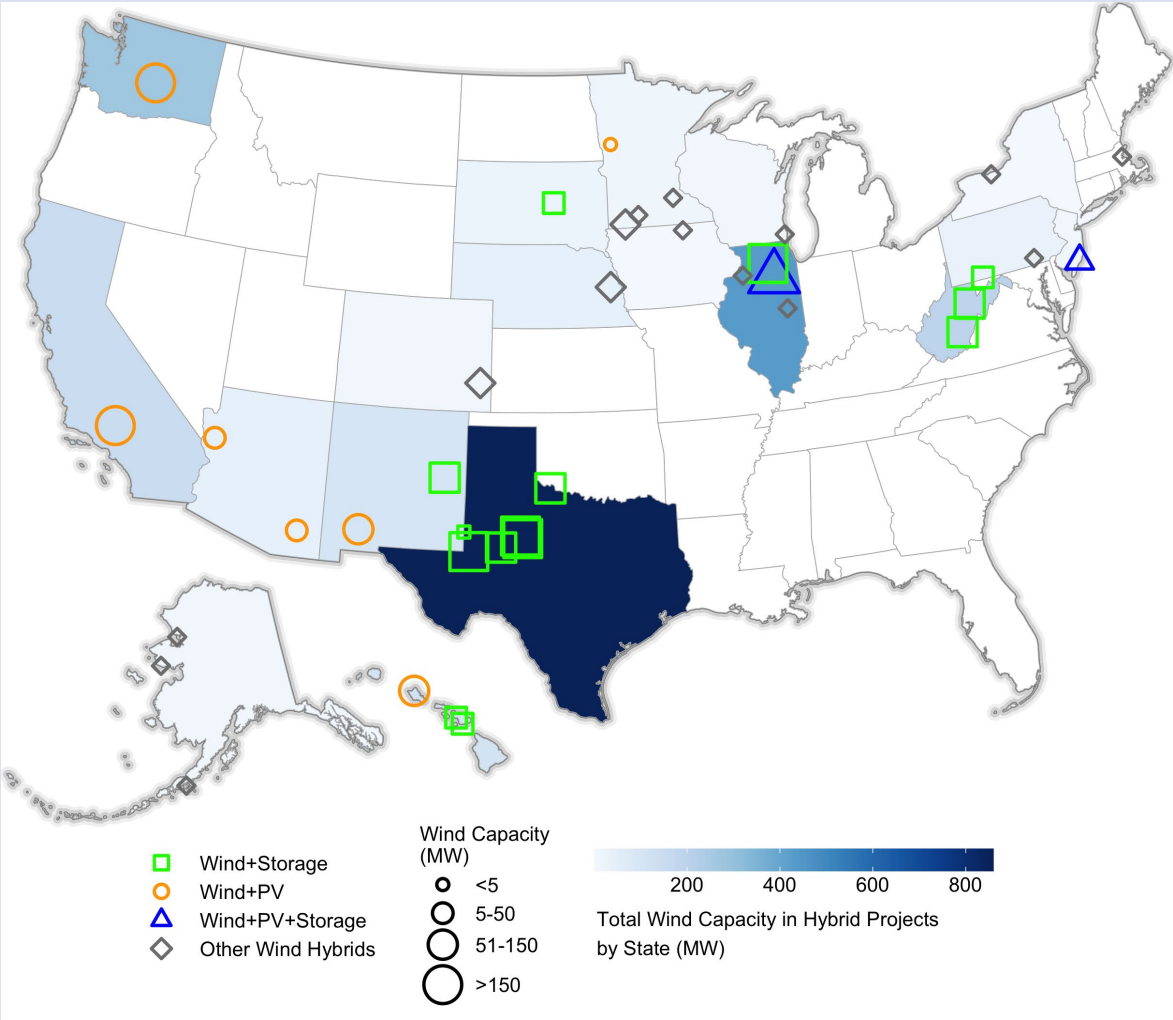 Wind+Storage
Wind+PV
Wind+PV+Storage
Other Wind Hybrids
Wind Capacity
(MW)
<5
5-50
51-150
>150
200 400 600 800
Total Wind Capacity in Hybrid Projects
by State (MW)